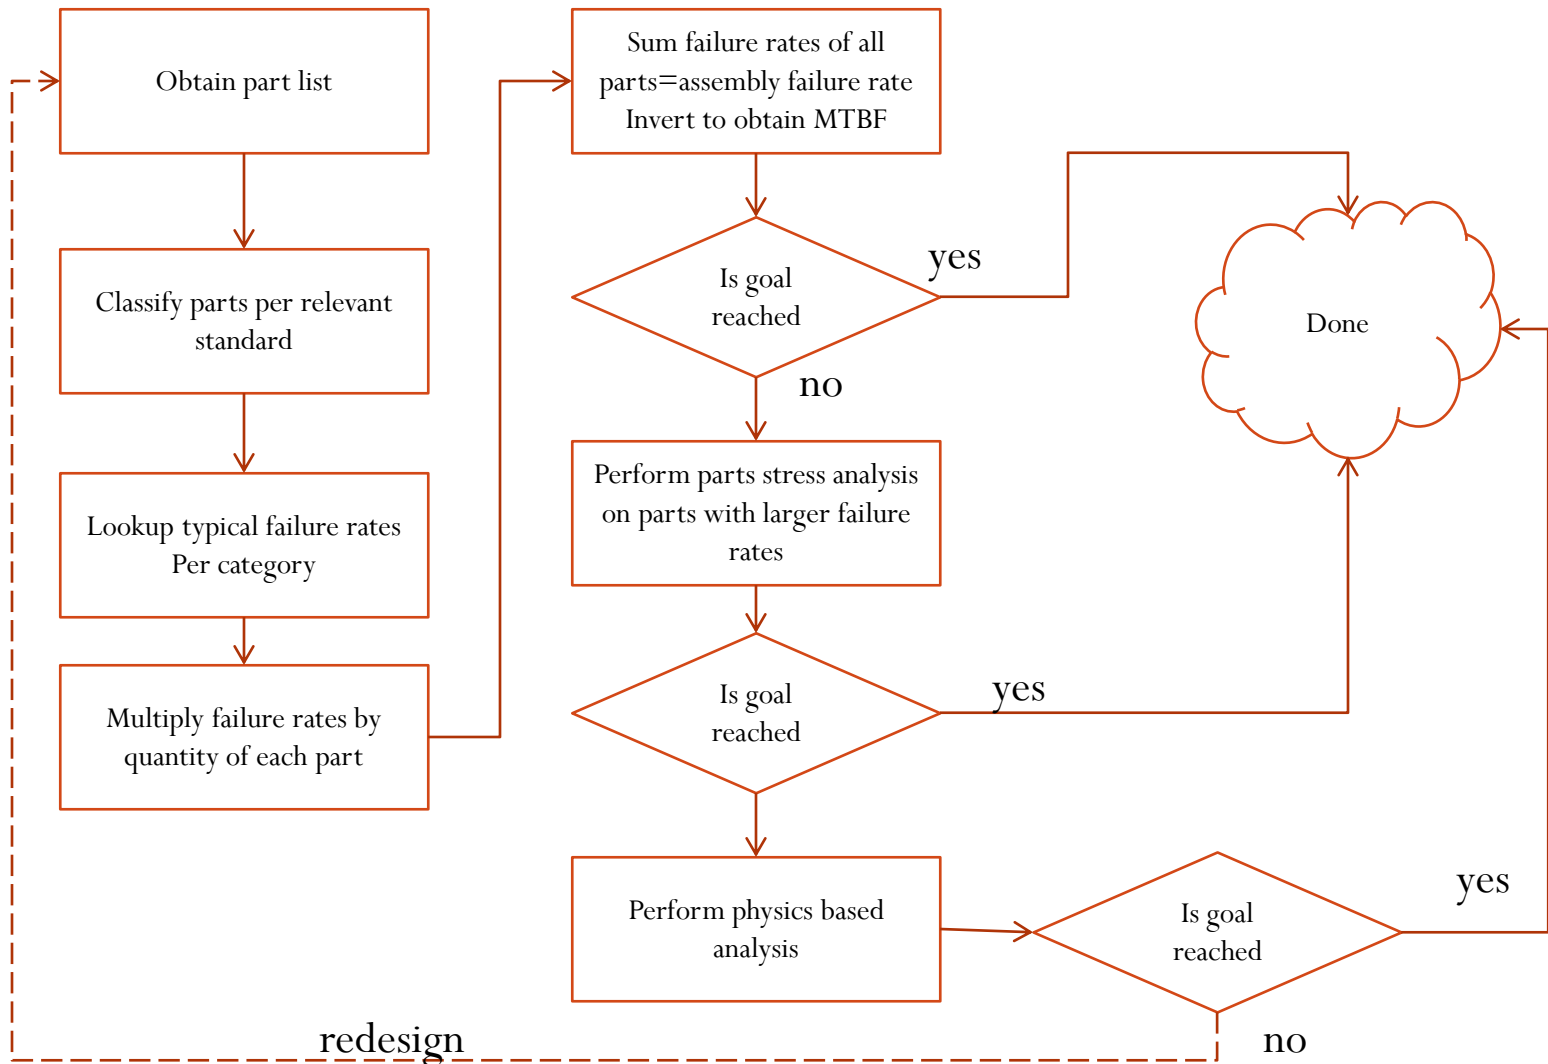 Obtain part list
Classify parts per relevant
standard
Lookup typical failure rates
Per category
Multiply failure rates by
quantity of each part
Sum failure rates of all
parts=assembly failure rate
Invert to obtain MTBF
Is goal
reached
yes
no
Done
Perform parts stress analysis
on parts with larger failure
rates
Is goal
reached
yes
Perform physics based
analysis
Is goal
reached
yes
no
redesign